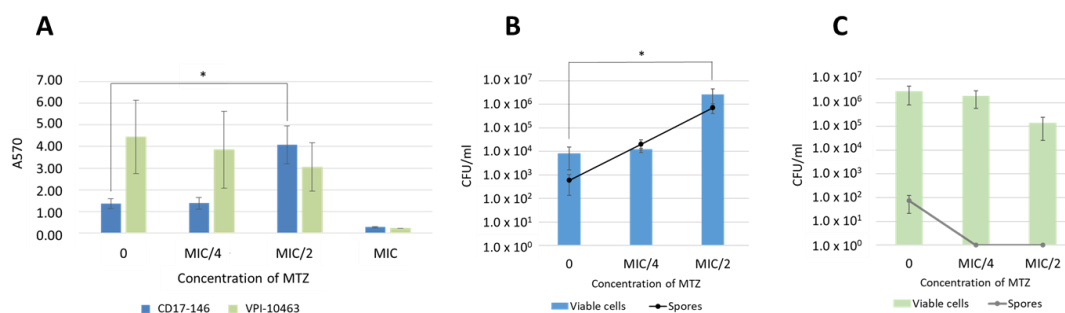 A
*
7.00
6.00
5.00
4.00
3.00
2.00
1.00
0.00
A570
0 MIC/4 MIC/2 MIC
Concentration of MTZ
CD17-146 VPI-10463
B
*
1.0 x 10⁷
1.0 x 10⁶
1.0 x 10⁵
1.0 x 10⁴
1.0 x 10³
1.0 x 10²
1.0 x 10¹
1.0 x 10⁰
CFU/ml
0 MIC/4 MIC/2
Concentration of MTZ
Viable cells Spores
C
1.0 x 10⁷
1.0 x 10⁶
1.0 x 10⁵
1.0 x 10⁴
1.0 x 10³
1.0 x 10²
1.0 x 10¹
1.0 x 10⁰
CFU/ml
0 MIC/4 MIC/2
Concentration of MTZ
Viable cells Spores